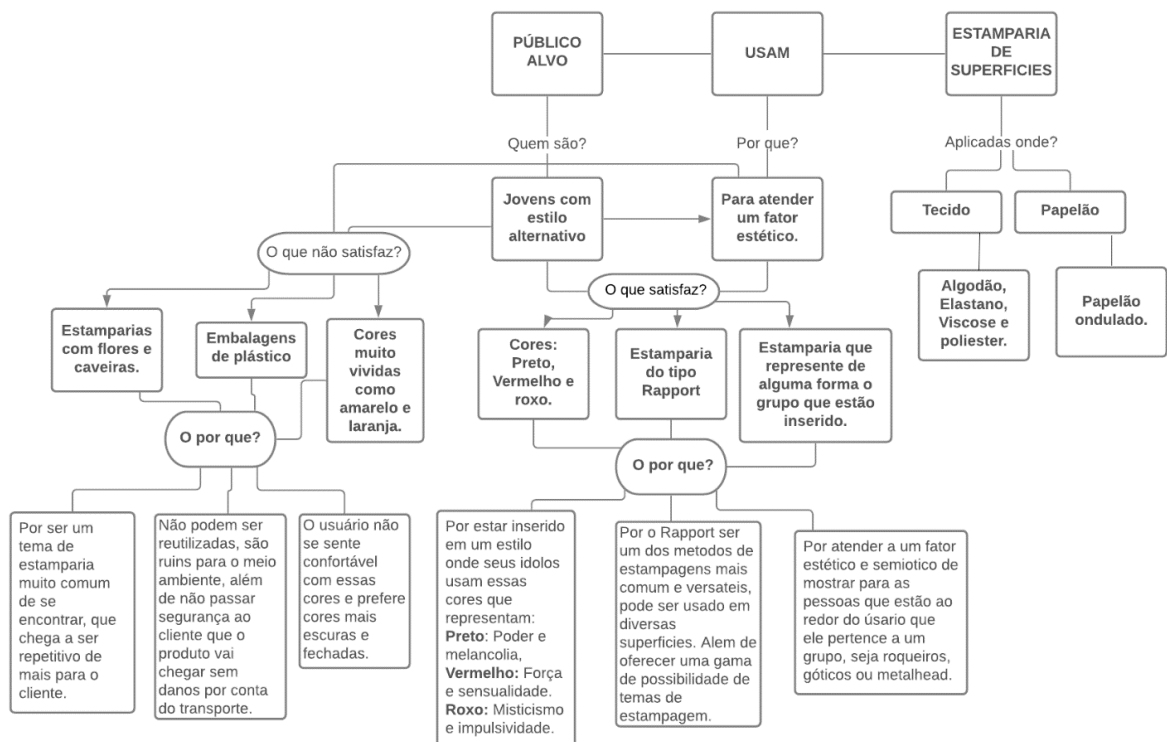 PÚBLICO
ALVO
USAM
ESTAMPARIA
DE
SUPERFICIES
Quem são?
Por que?
Aplicadas onde?
Jovens com
estilo
alternativo
Para atender
um fator
estético.
Tecido
Papelão
O que não satisfaz?
O que satisfaz?
Algodão,
Elastano,
Viscose e
poliester.
Papelão
ondulado.
Estamparias
com flores e
caveiras.
Embalagens
de plástico
Cores
muito
vividas
como
amarelo e
laranja.
Cores:
Preto,
Vermelho e
roxo.
Estamparia
do tipo
Rapport
Estamparia que
represente de
alguma forma o
grupo que estão
inserido.
O por que?
O por que?
Por ser um
tema de
estamparia
muito comum
de se
encontrar, que
chega a ser
repetitivo de
mais para o
cliente.
Não podem ser
reutilizadas, são
ruins para o meio
ambiente, além
de não passar
segurança ao
cliente que o
produto vai
chegar sem
danos por conta
do transporte.
O usuário não
se sente
confortável
com essas
cores e prefere
cores mais
escuras e
fechadas.
Por estar inserido
em um estilo
onde seus idolos
usam essas
cores que
representam:
Preto: Poder e
melancolia,
Vermelho: Força
e sensualidade.
Roxo: Misticismo
e impulsividade.
Por o Rapport ser
um dos metodos de
estampagens mais
comum e versateis,
pode ser usado em
diversas
superficies. Alem de
oferecer uma gama
de possibilidade de
temas de
estampagem.
Por atender a um fator
estético e semiotico de
mostrar para as
pessoas que estão ao
redor do úsario que
ele pertence a um
grupo, seja roqueiros,
góticos ou metalhead.